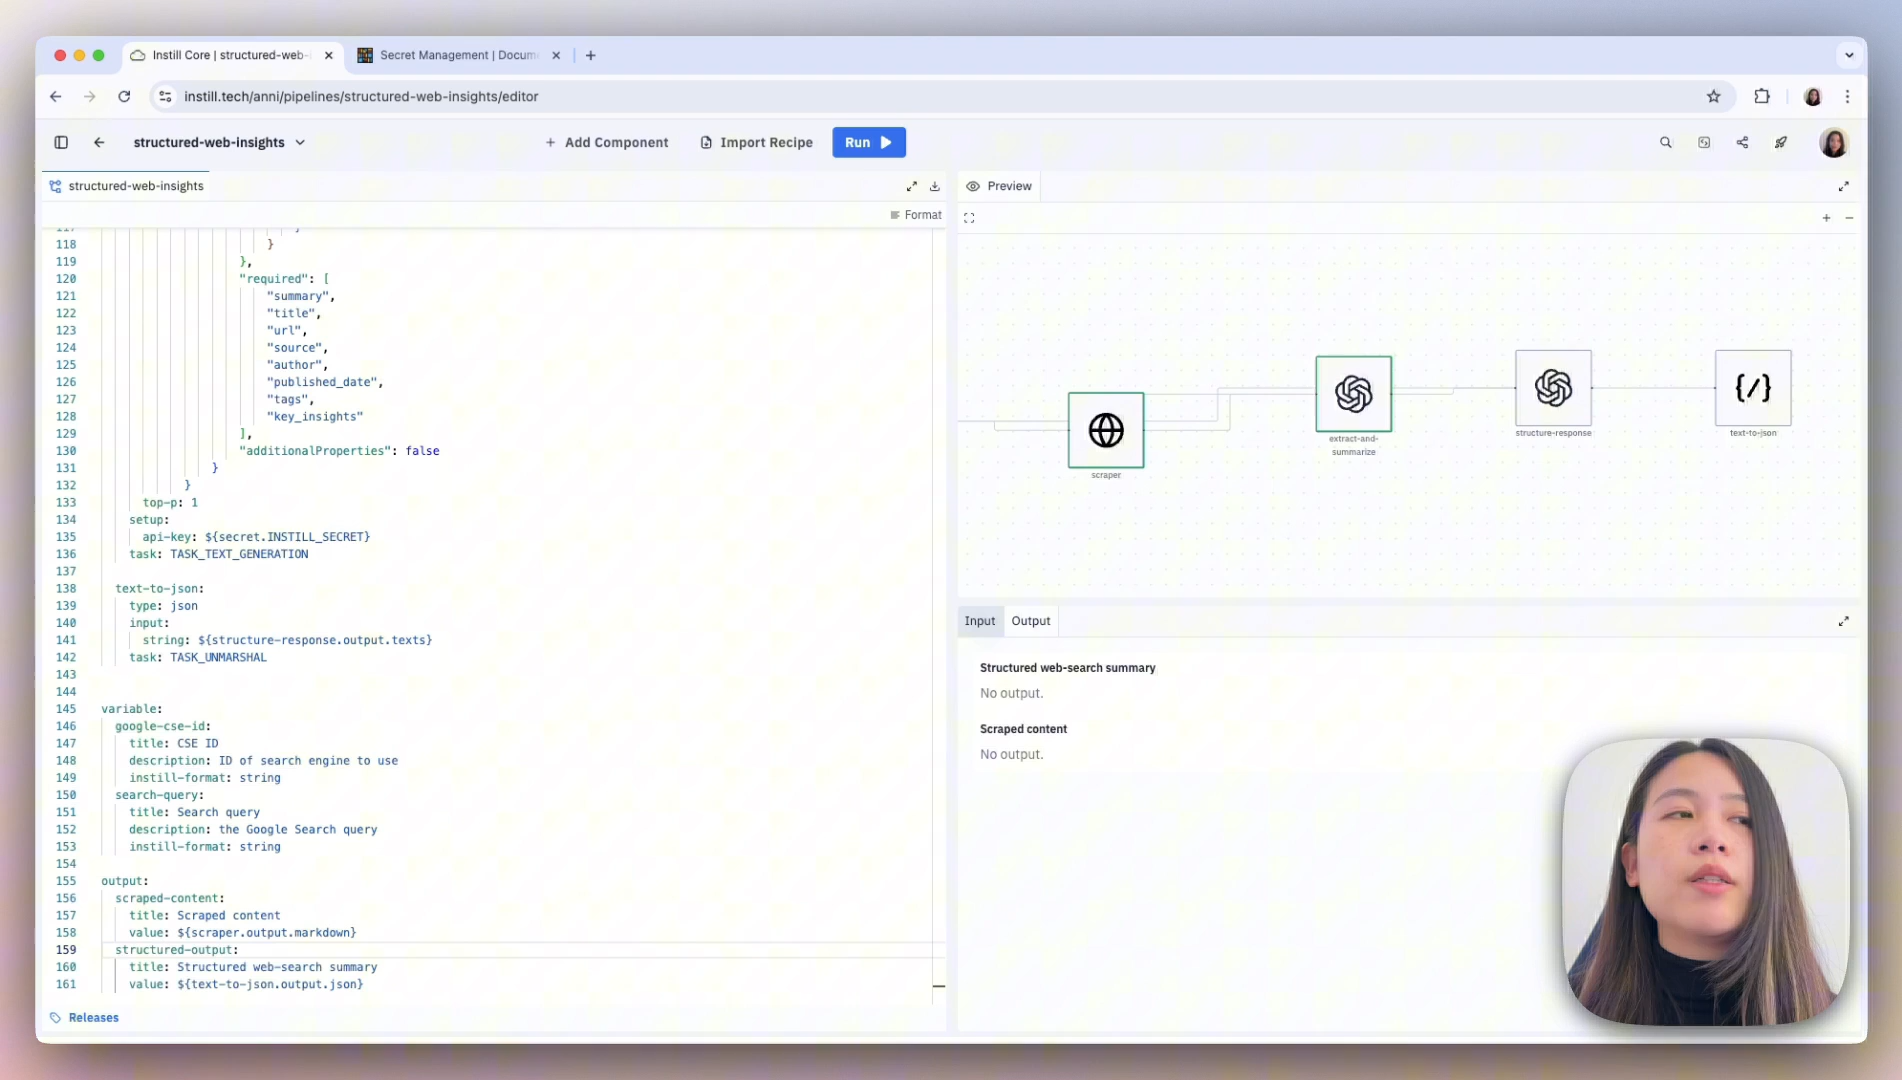 Instill Core | structured-web-
Secret Management | Docum
instill.tech/anni/pipelines/structured-web-insights/editor
structured-web-insights
Add Component
Import Recipe
Run
structured-web-insights
Format
117
118 }
119 },
120 "required": [
121 "summary",
122 "title",
123 "url",
124 "source",
125 "author",
126 "published_date",
127 "tags",
128 "key_insights"
129 ],
130 "additionalProperties": false
131 }
132 }
133 top-p: 1
134 setup:
135 api-key: ${secret.INSTILL_SECRET}
136 task: TASK_TEXT_GENERATION
137
138 text-to-json:
139 type: json
140 input:
141 string: ${structure-response.output.texts}
142 task: TASK_UNMARSHAL
143
144
145 variable:
146 google-cse-id:
147 title: CSE ID
148 description: ID of search engine to use
149 instill-format: string
150 search-query:
151 title: Search query
152 description: the Google Search query
153 instill-format: string
154
155 output:
156 scraped-content:
157 title: Scraped content
158 value: ${scraper.output.markdown}
159 structured-output:
160 title: Structured web-search summary
161 value: ${text-to-json.output.json}
Releases
Preview
scraper
extract-and-
summarize
structure-response
{/}
text-to-json
Input
Output
Structured web-search summary
No output.
Scraped content
No output.